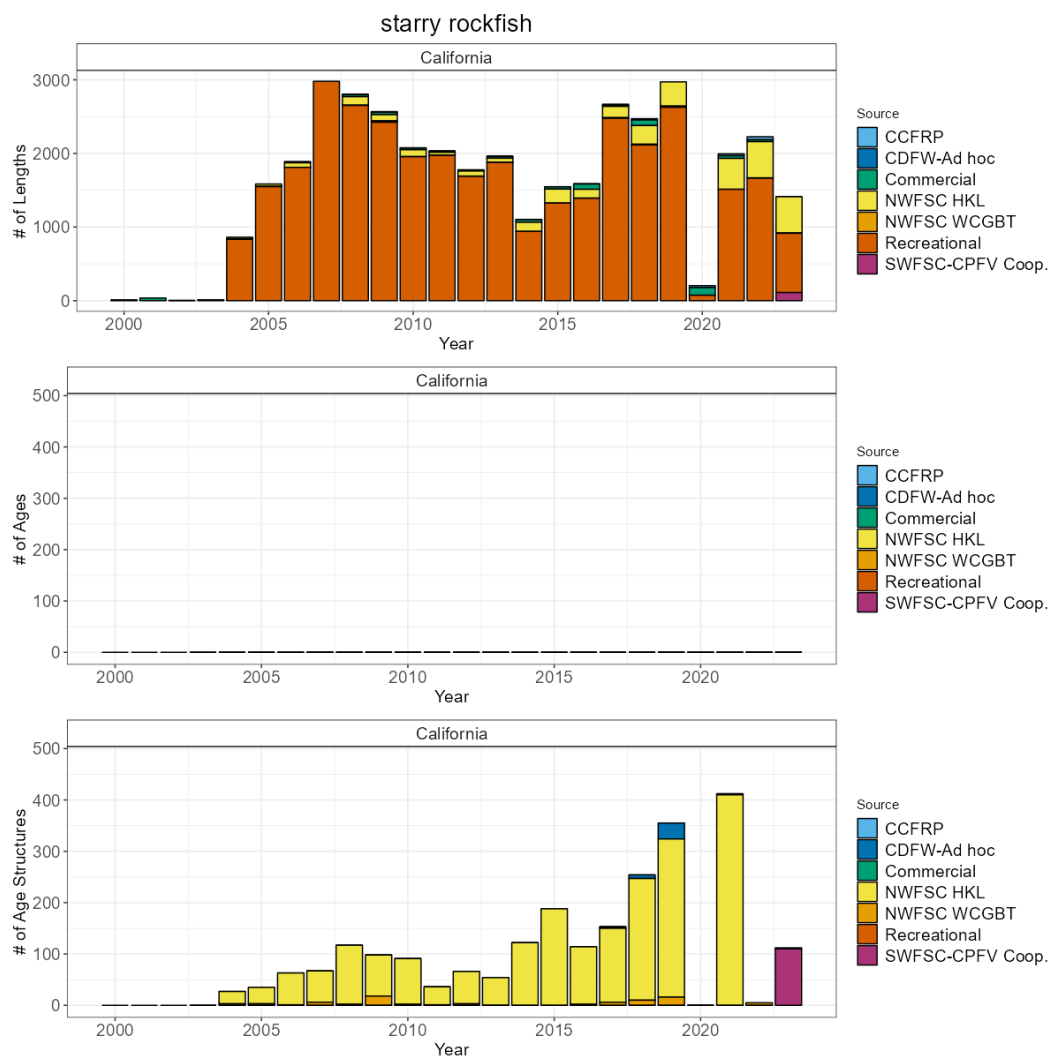 starry rockfish
California
3000
2000
1000
0
# of Lengths
2000 2005 2010 2015 2020
Year
Source
CCFRP
CDFW-Ad hoc
Commercial
NWFSC HKL
NWFSC WCGBT
Recreational
SWFSC-CPFV Coop.
California
500
400
300
200
100
0
# of Ages
2000 2005 2010 2015 2020
Year
Source
CCFRP
CDFW-Ad hoc
Commercial
NWFSC HKL
NWFSC WCGBT
Recreational
SWFSC-CPFV Coop.
California
500
400
300
200
100
0
# of Age Structures
2000 2005 2010 2015 2020
Year
Source
CCFRP
CDFW-Ad hoc
Commercial
NWFSC HKL
NWFSC WCGBT
Recreational
SWFSC-CPFV Coop.